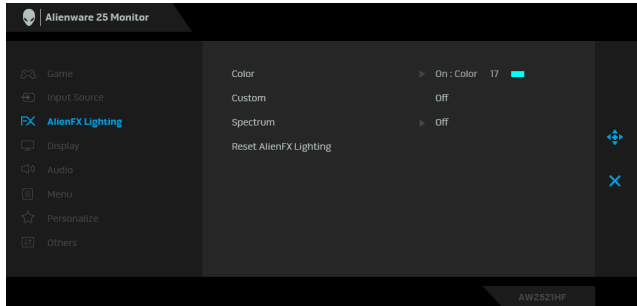 Alienware 25 Monitor
Game
Input Source
AlienFX Lighting
Display
Audio
Menu
Personalize
Others
Color On : Color 17
Custom Off
Spectrum Off
Reset AlienFX Lighting
AW2521HF